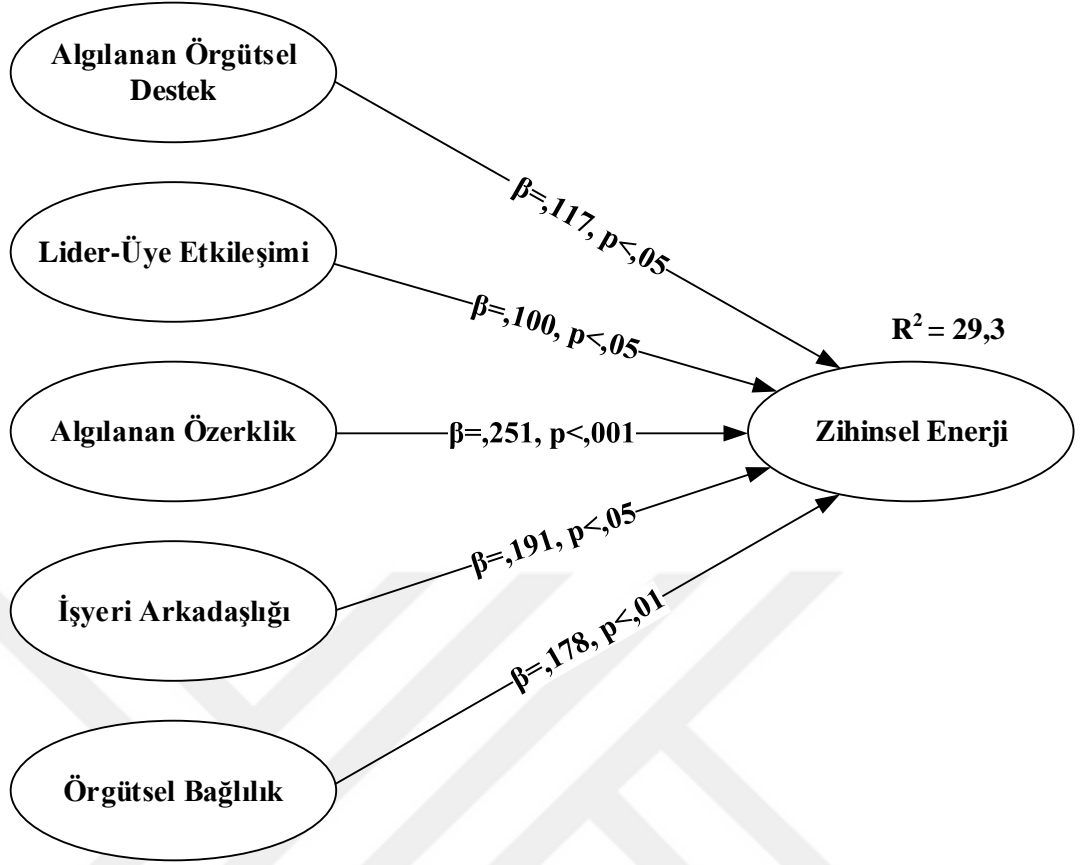 Algılanan Örgütsel
Destek
β=,117, p<,05
Lider-Üye Etkileşimi
β=,100, p<,05
R² = 29,3
Algılanan Özerklik
β=,251, p<,001
Zihinsel Enerji
İşyeri Arkadaşlığı
β=,191, p<,05
β=,178, p<,01
Örgütsel Bağlılık